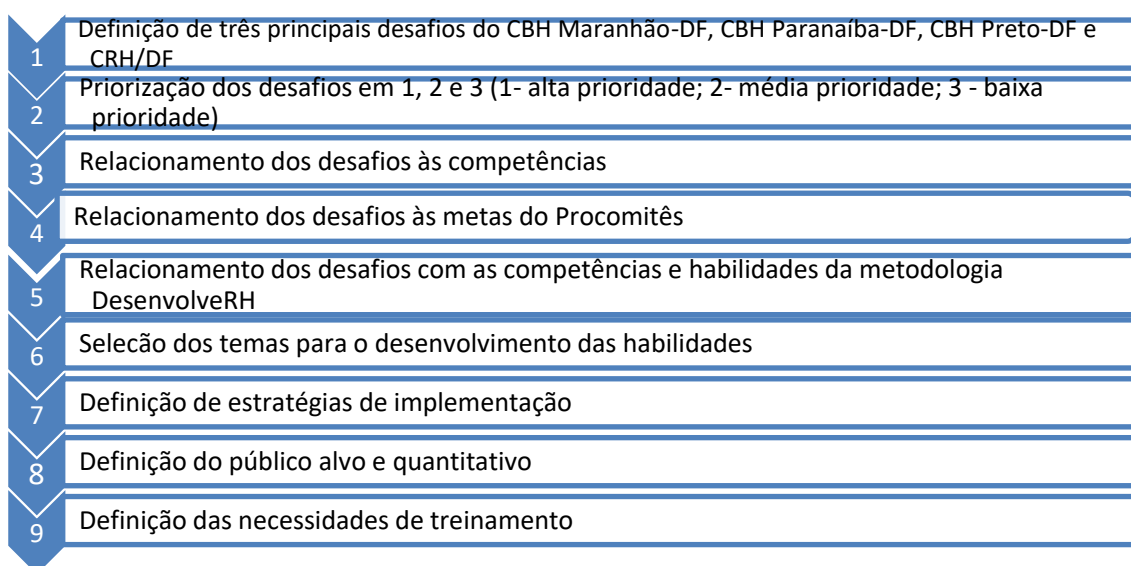 1 Definição de três principais desafios do CBH Maranhão-DF, CBH Paranaíba-DF, CBH Preto-DF e
CRH/DF
2 Priorização dos desafios em 1, 2 e 3 (1- alta prioridade; 2- média prioridade; 3 - baixa
prioridade)
3 Relacionamento dos desafios às competências
4 Relacionamento dos desafios às metas do Procomitês
5 Relacionamento dos desafios com as competências e habilidades da metodologia
DesenvolveRH
6 Selecão dos temas para o desenvolvimento das habilidades
7 Definição de estratégias de implementação
8 Definição do público alvo e quantitativo
9 Definição das necessidades de treinamento